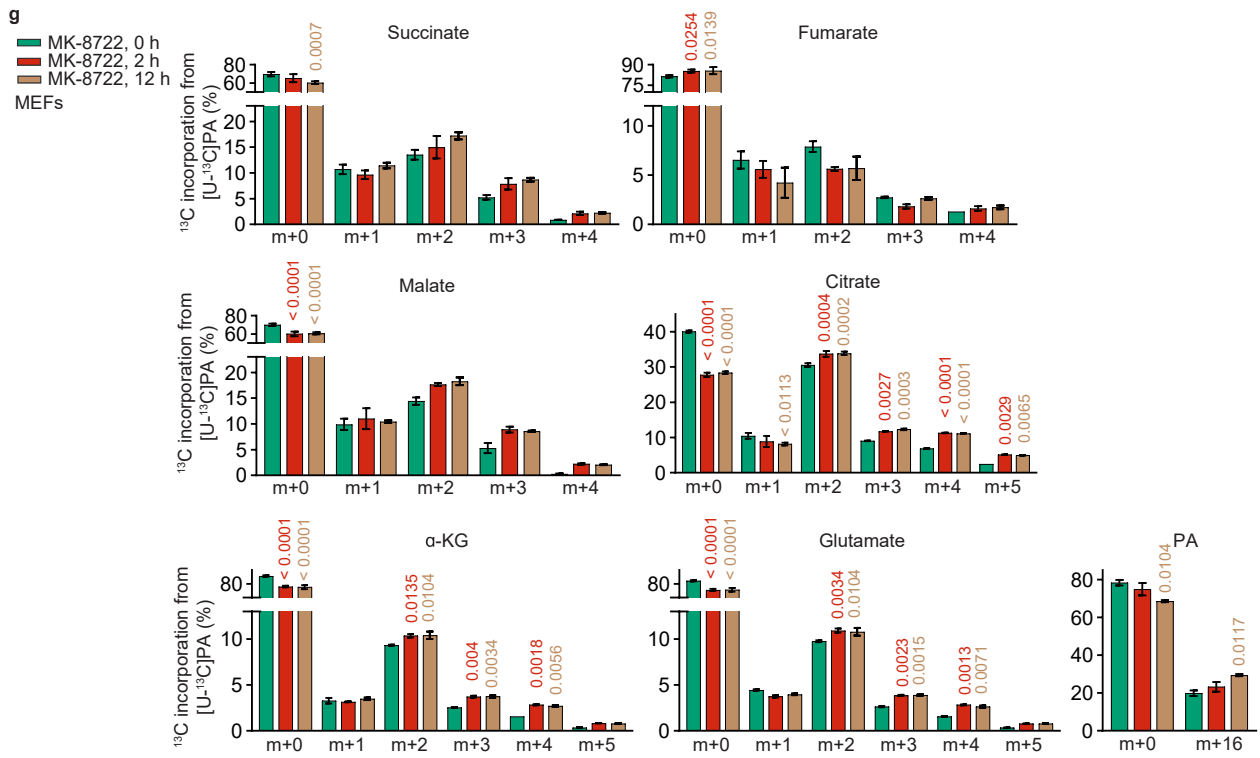 g
MK-8722, 0 h
MK-8722, 2 h
MK-8722, 12 h
MEFs
Succinate
¹³C incorporation from
[U-¹³C]PA (%)
80
60
20
15
10
5
0
0.0007
m+0 m+1 m+2 m+3 m+4
Fumarate
90
75
10
5
0
0.0254
0.0139
m+0 m+1 m+2 m+3 m+4
Malate
¹³C incorporation from
[U-¹³C]PA (%)
80
60
20
15
10
5
0
< 0.0001
< 0.0001
m+0 m+1 m+2 m+3 m+4
Citrate
40
30
20
10
0
< 0.0001
< 0.0001
< 0.0113
0.0004
0.0002
0.0027
0.0003
< 0.0001
< 0.0001
0.0029
0.0065
m+0 m+1 m+2 m+3 m+4 m+5
α-KG
¹³C incorporation from
[U-¹³C]PA (%)
80
10
5
0
< 0.0001
< 0.0001
0.0135
0.0104
0.004
0.0034
0.0018
0.0056
m+0 m+1 m+2 m+3 m+4 m+5
Glutamate
80
10
5
0
< 0.0001
< 0.0001
0.0034
0.0104
0.0023
0.0015
0.0013
0.0071
m+0 m+1 m+2 m+3 m+4 m+5
PA
80
60
40
20
0
0.0104
0.0117
m+0 m+16